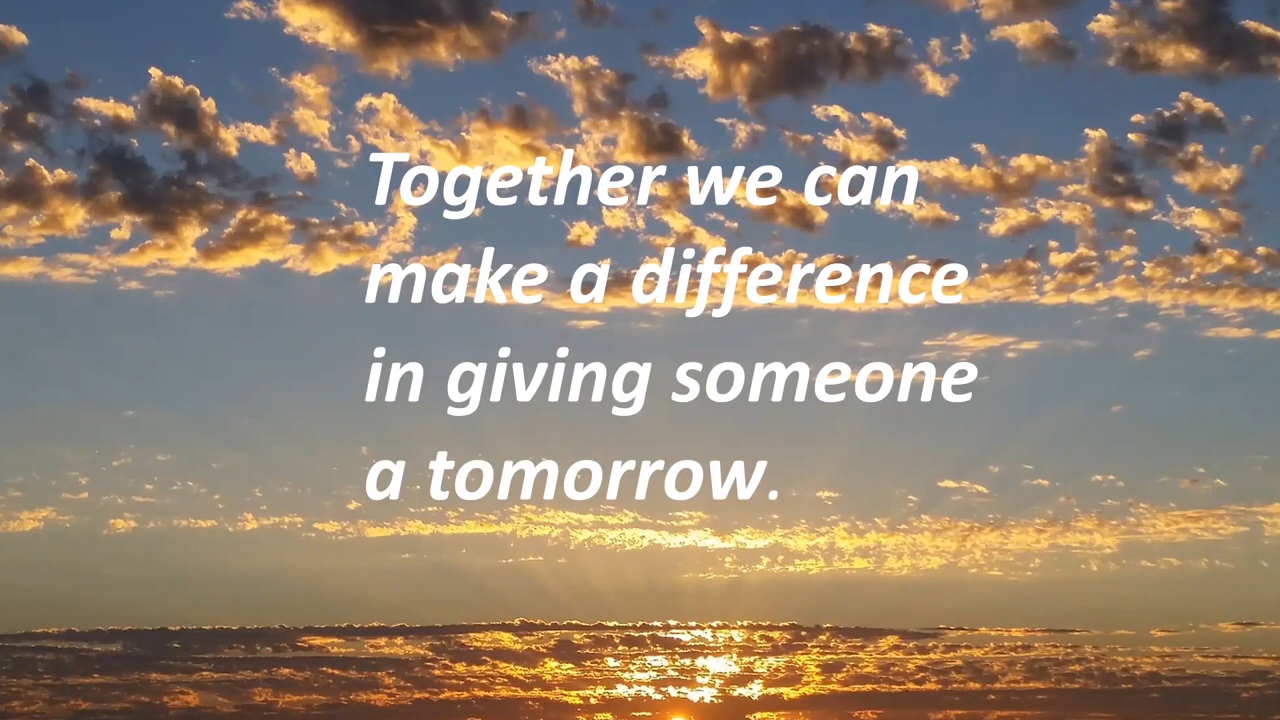 Together we can
make a difference
in giving someone
a tomorrow.